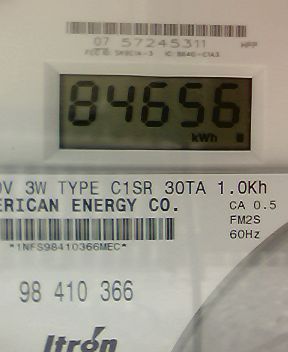 07 57245311
84656
kWh
V 3W TYPE C1SR 30TA 1.0Kh
ERICAN ENERGY CO.
CA 0.5
FM2S
60Hz
*1NFS98410366MEC*
98 410 366
Itron